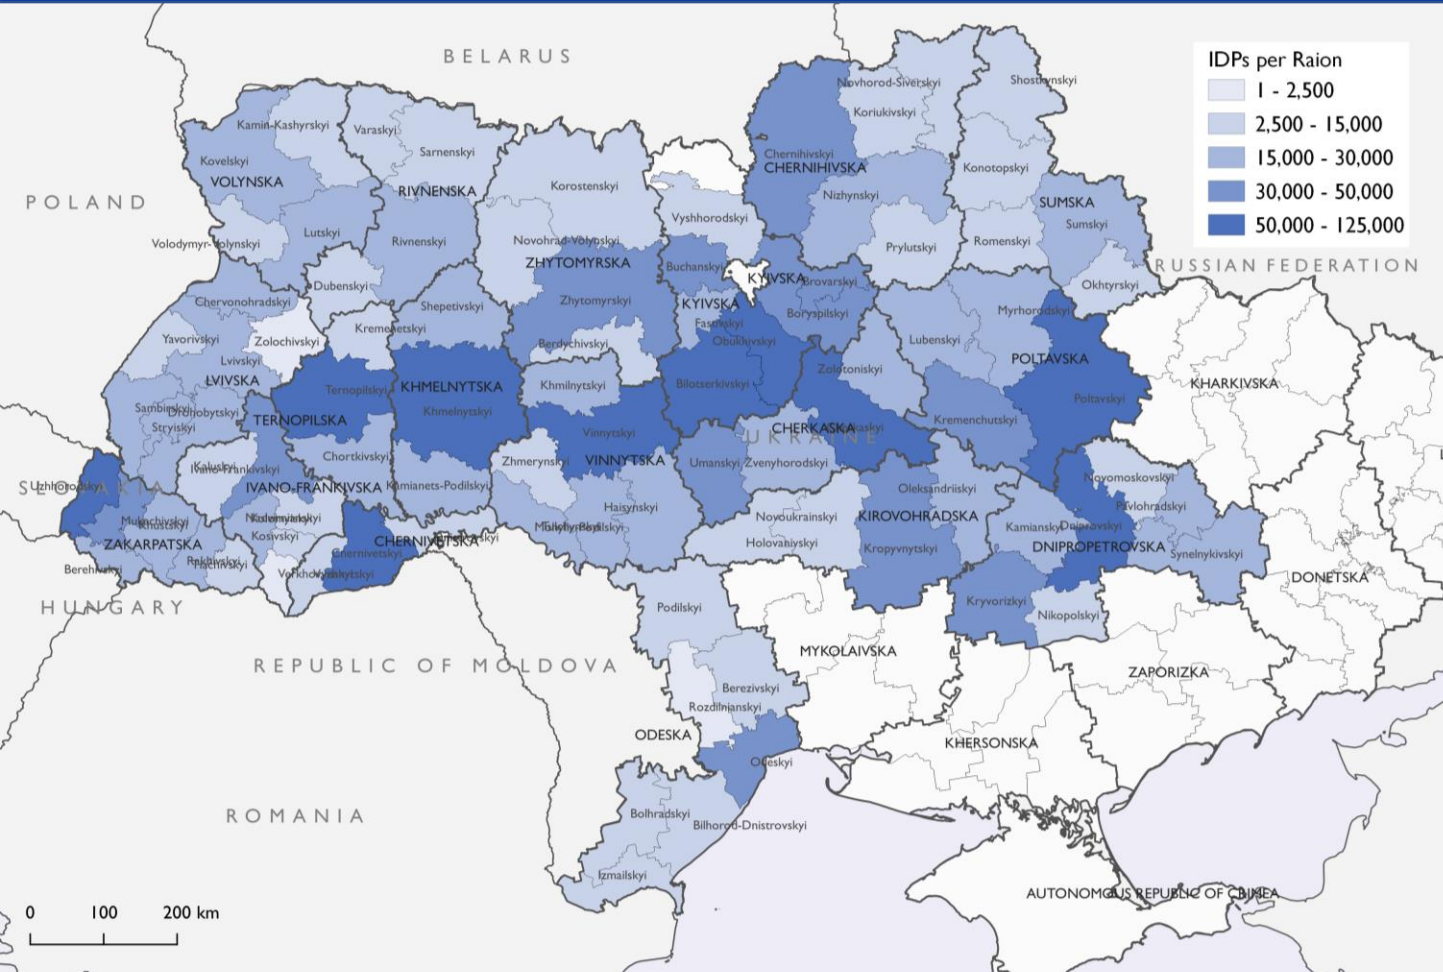 BELARUS
POLAND
SLOVAKIA
HUNGARY
REPUBLIC OF MOLDOVA
ROMANIA
RUSSIAN FEDERATION
UKRAINE
IDPs per Raion
1 - 2,500
2,500 - 15,000
15,000 - 30,000
30,000 - 50,000
50,000 - 125,000
Kamin-Kashyrskyi
Varaskyi
Sarnenskyi
Kovelskyi
VOLYNSKA
RIVNENSKA
Korostenskyi
Volodymyr-Volynskyi
Lutskyi
Rivnenskyi
Novohrad-Volynskyi
ZHYTOMYRSKA
Vyshhorodskyi
Chernihivskyi
CHERNIHIVSKA
Novhorod-Siverskyi
Koriukivskyi
Nizhynskyi
Prylutskyi
Shostkynskyi
Konotopskyi
SUMSKA
Sumskyi
Romenskyi
Okhtyrskyi
Dubenskyi
Chervonohradskyi
Shepetivskyi
Zhytomyrskyi
Buchanskyi
KYIVSKA
Brovarskyi
KYIVSKA
Boryspilskyi
Fastivskyi
Obukhivskyi
Myrhorodskyi
Yavorivskyi
Zolochivskyi
Kremenetskyi
Berdychivskyi
Lubenskyi
Lvivskyi
LVIVSKA
Ternopilskyi
KHMELNYTSKA
Khmelnytskyi
Khmilnytskyi
Bilotserkivskyi
Zolotoniskyi
POLTAVSKA
Poltavskyi
KHARKIVSKA
Sambirskyi
Drohobytskyi
Stryiskyi
TERNOPILSKA
Vinnytskyi
VINNYTSKA
CHERKASKA
Kremenchutskyi
Chortkivskyi
Zhmerynskyi
Umanskyi
Zvenyhorodskyi
Kaluskyi
Ivano-Frankivskyi
IVANO-FRANKIVSKA
Kamianets-Podilskyi
Uzhhorodskyi
Oleksandriiskyi
Novomoskovskyi
Pavlohradskyi
Mukachivskyi
Khustskyi
ZAKARPATSKA
Kosivskyi
CHERNIVETSKA
Chernivetskyi
Haisynskyi
Novoukrainskyi
KIROVOHRADSKA
Kamianskyi
Dniprovskyi
DNIPROPETROVSKA
Synelnykivskyi
Holovanivskyi
Kropyvnytskyi
Berehivskyi
Rakhivskyi
Tiachivskyi
DONETSKA
Kryvorizkyi
Nikopolskyi
Podilskyi
MYKOLAIVSKA
ZAPORIZKA
Berezivskyi
Rozdilnianskyi
ODESKA
KHERSONSKA
Odeskyi
Bolhradskyi
Bilhorod-Dnistrovskyi
Izmailskyi
AUTONOMOUS REPUBLIC OF CRIMEA
0 100 200 km